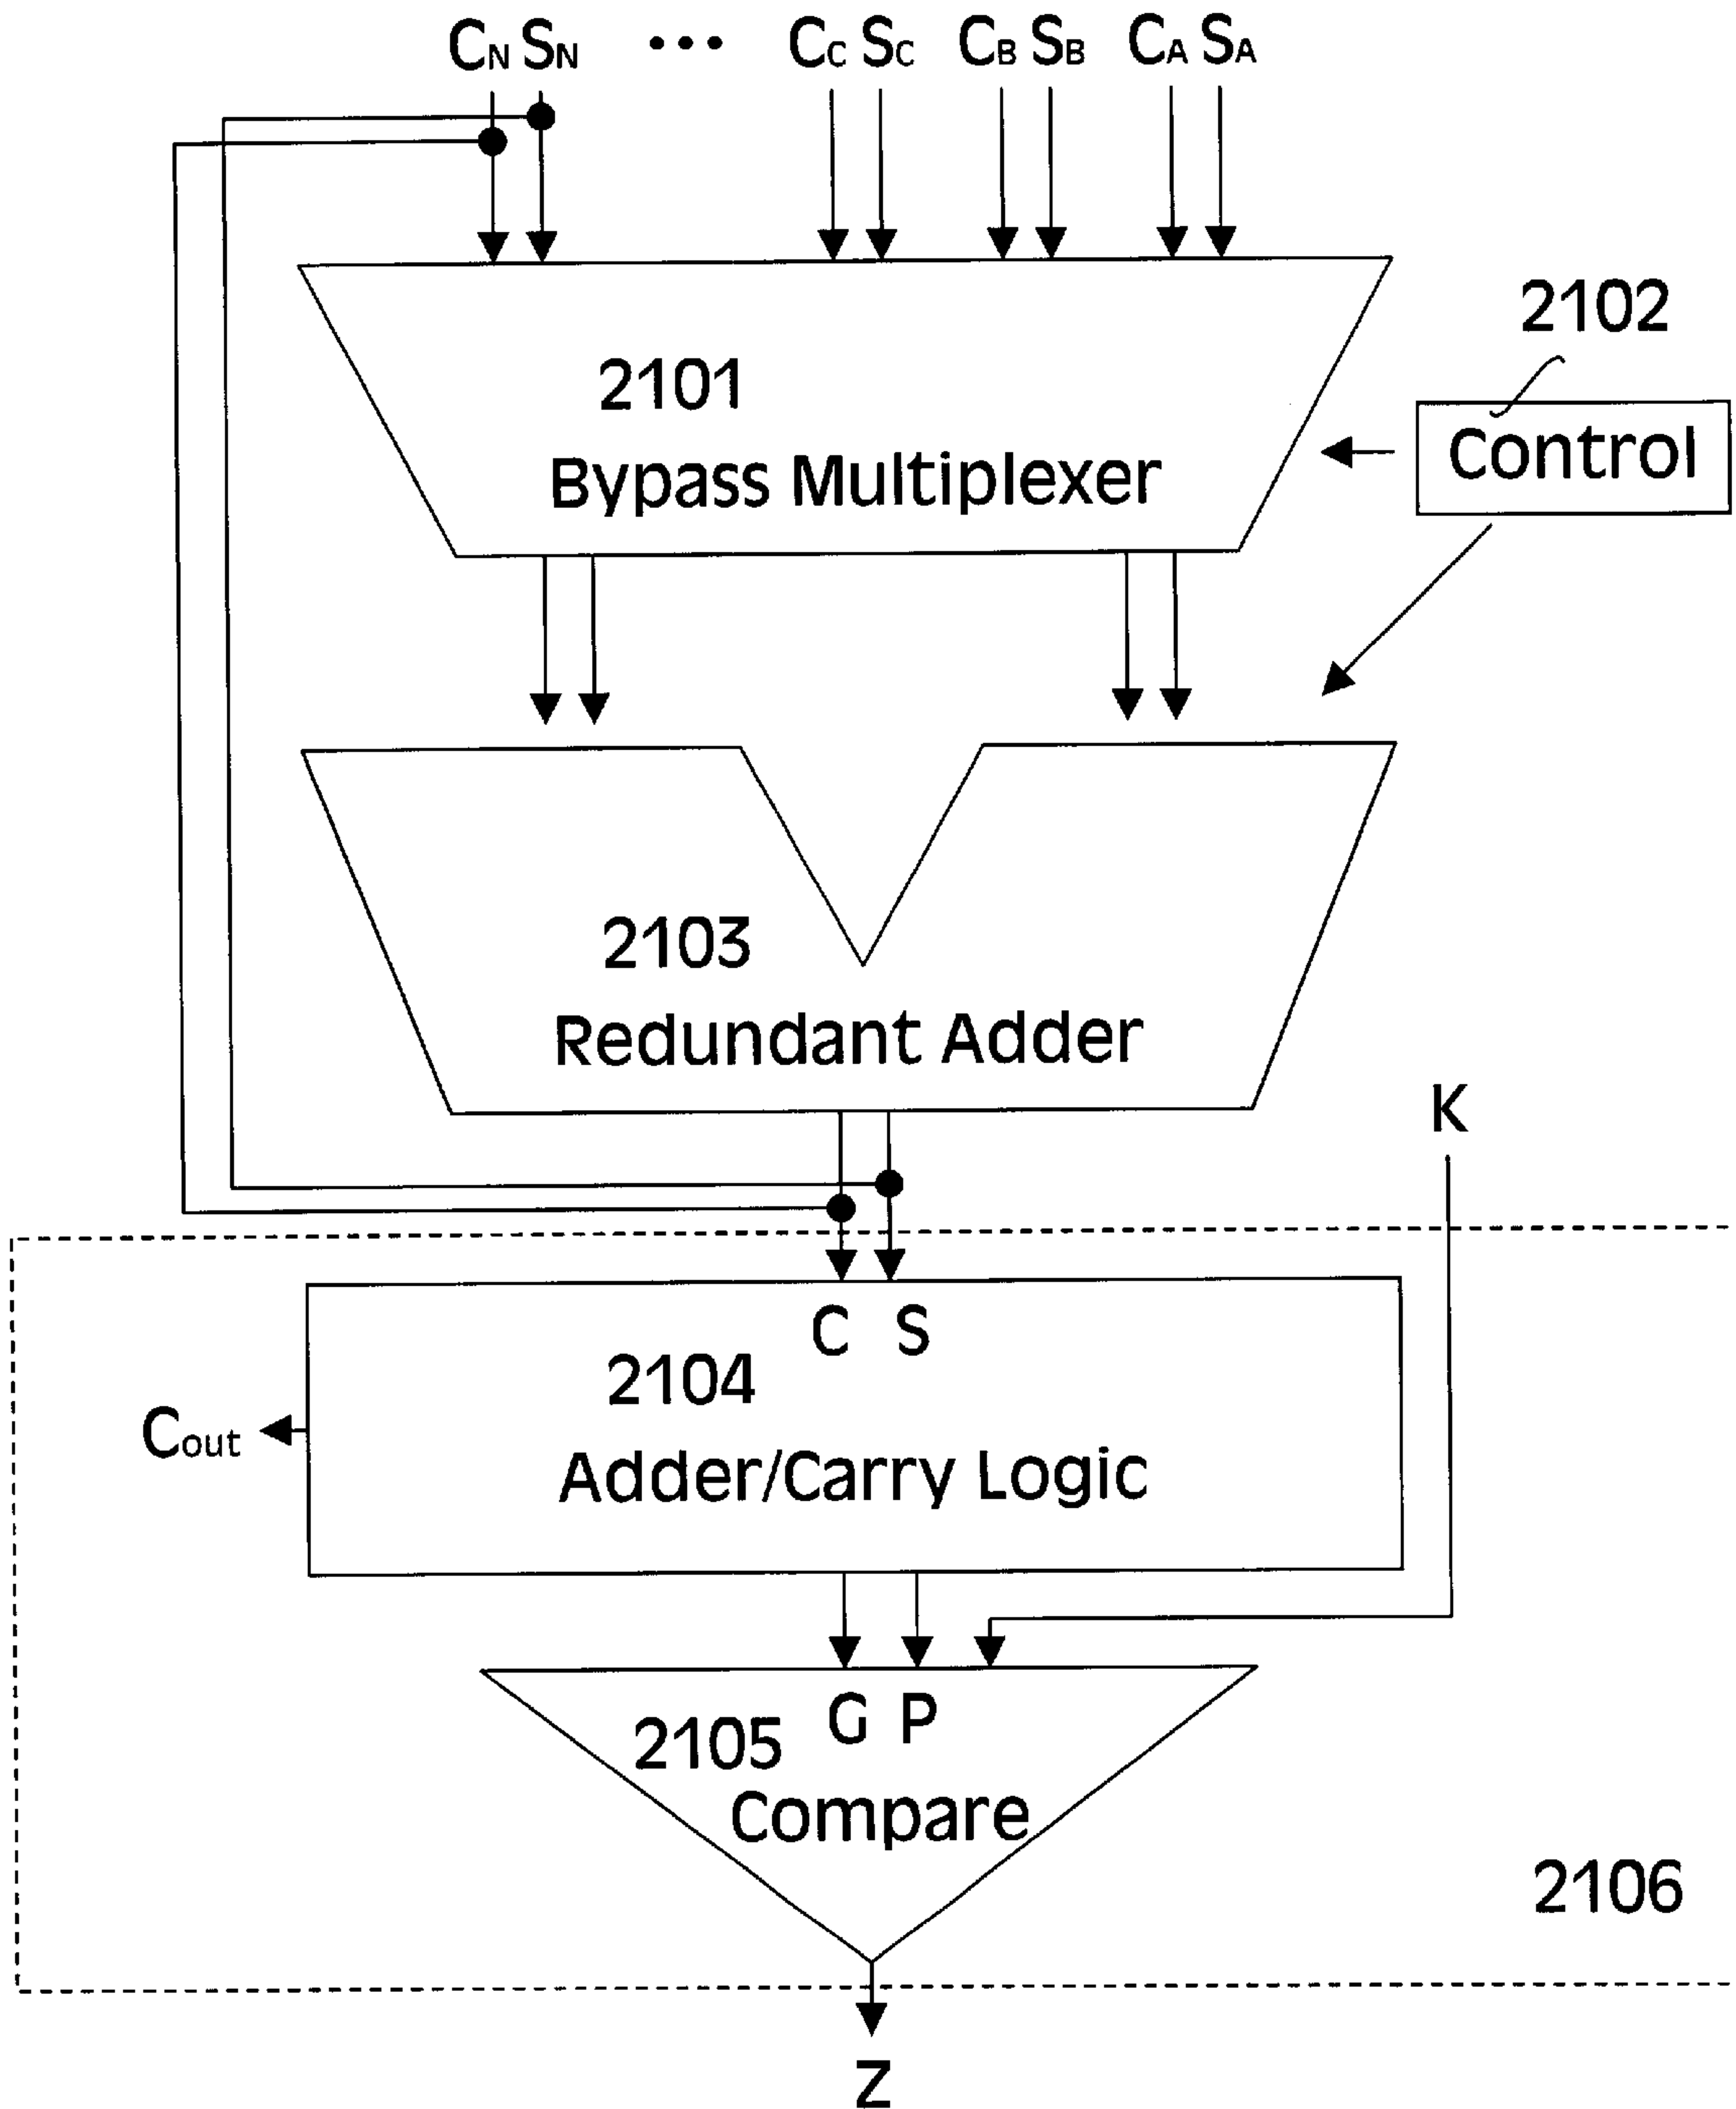 CN SN ••• CC SC CB SB CA SA
2102
2101
Control
Bypass Multiplexer
2103
Redundant Adder
K
C S
2104
Cout
Adder/Carry Logic
G P
2105
Compare
2106
Z